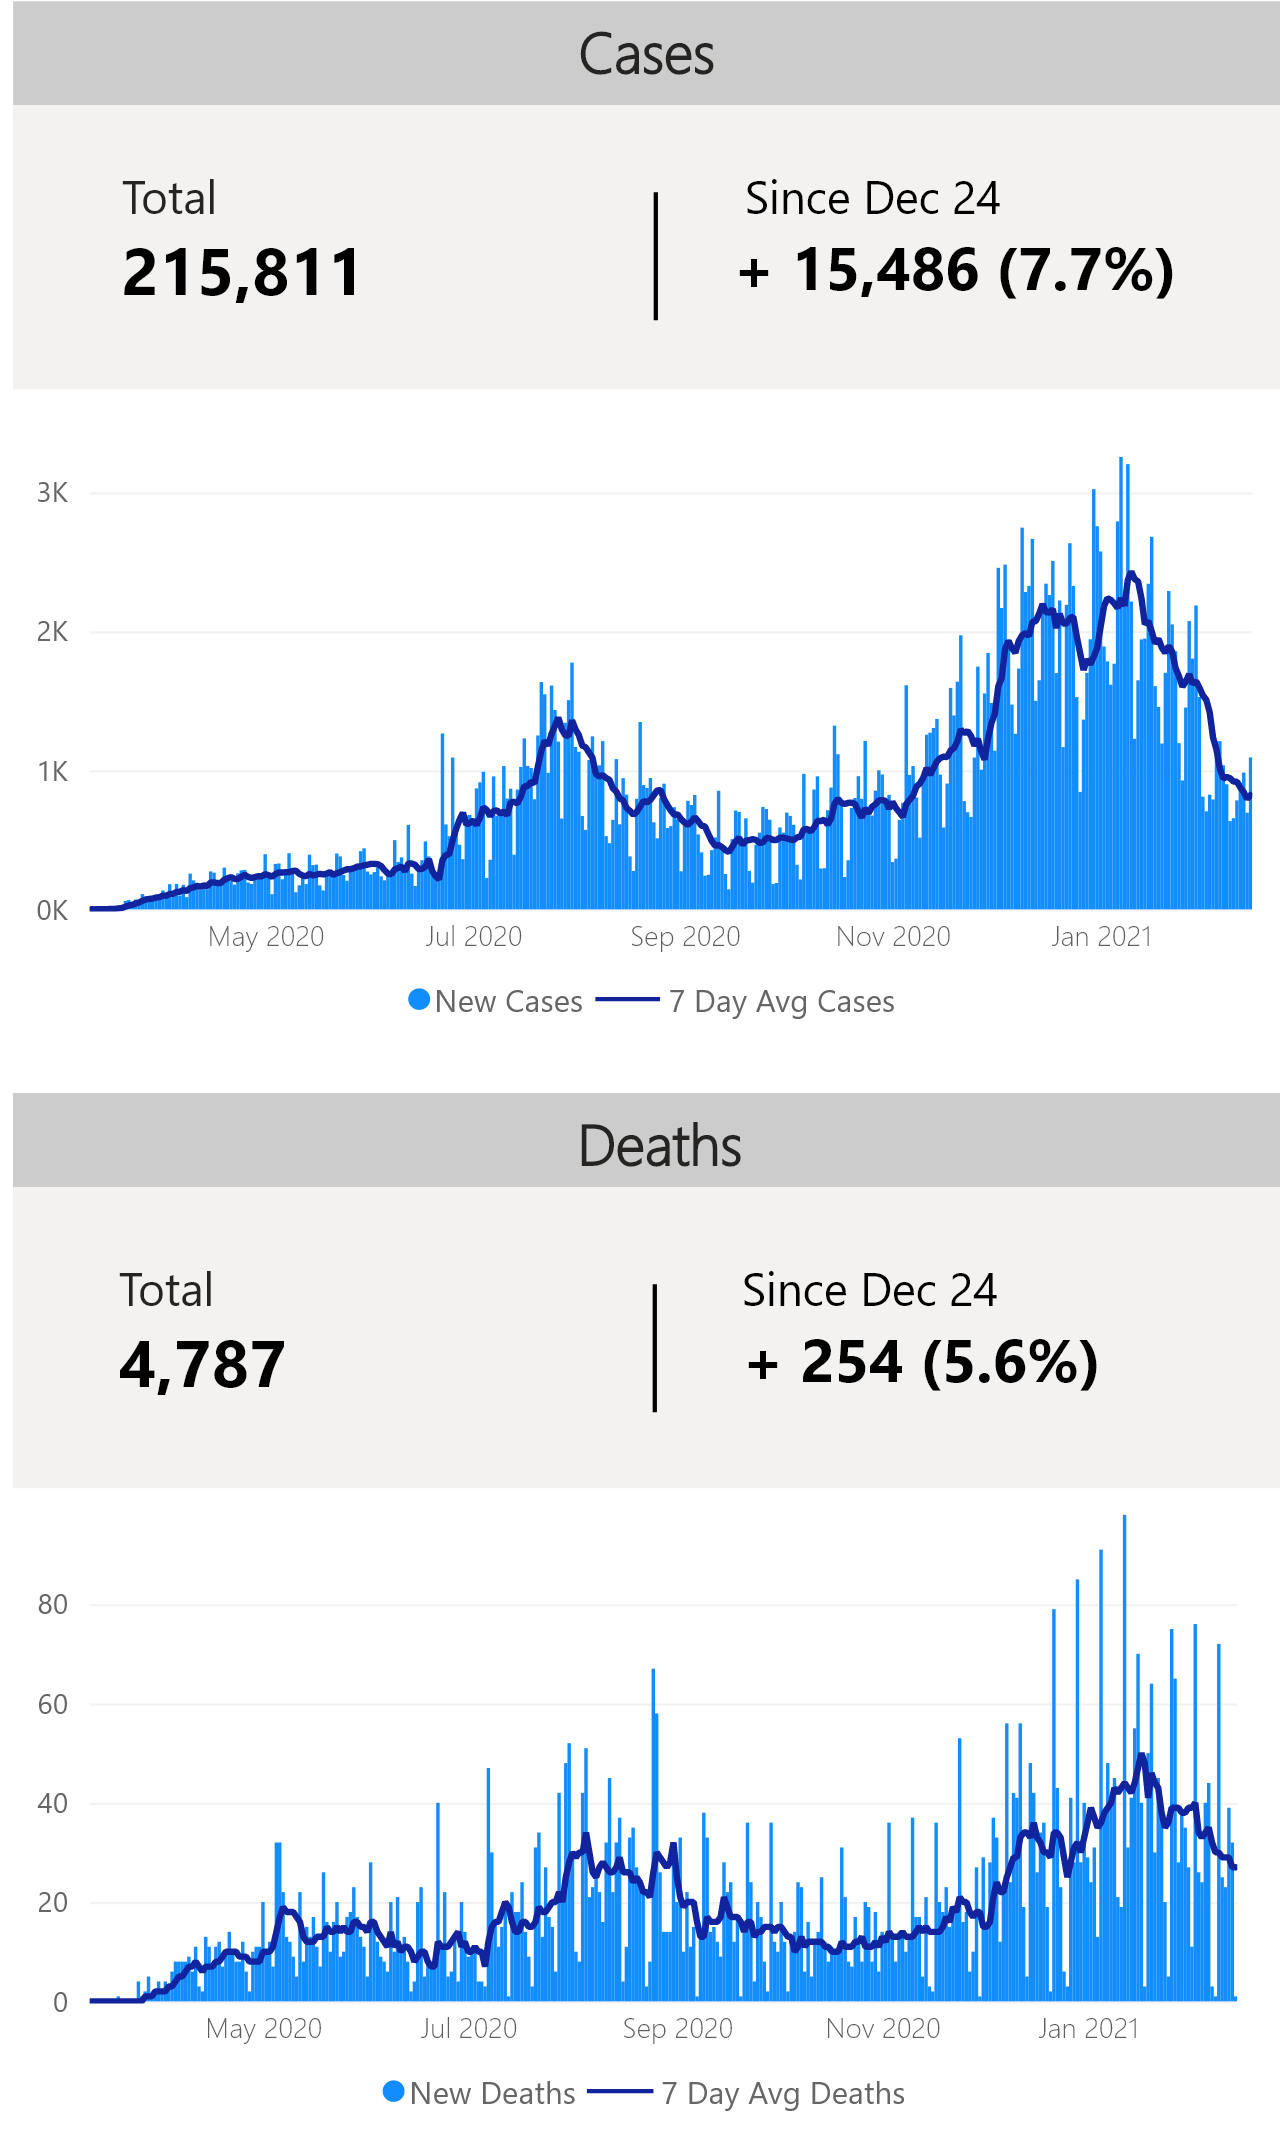 Cases
Total
215,811
Since Dec 24
+ 15,486 (7.7%)
3K
2K
1K
0K
May 2020 Jul 2020 Sep 2020 Nov 2020 Jan 2021
New Cases 7 Day Avg Cases
Deaths
Total
4,787
Since Dec 24
+ 254 (5.6%)
80
60
40
20
0
May 2020 Jul 2020 Sep 2020 Nov 2020 Jan 2021
New Deaths 7 Day Avg Deaths